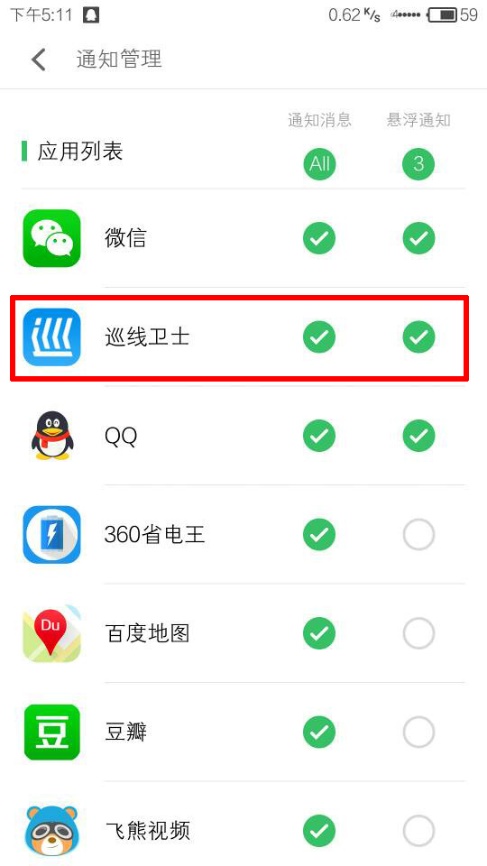 下午5:11
0.62 K/s
59
通知管理
通知消息
悬浮通知
应用列表
All
3
微信
巡线卫士
QQ
360省电王
Du
百度地图
豆
豆瓣
飞熊视频